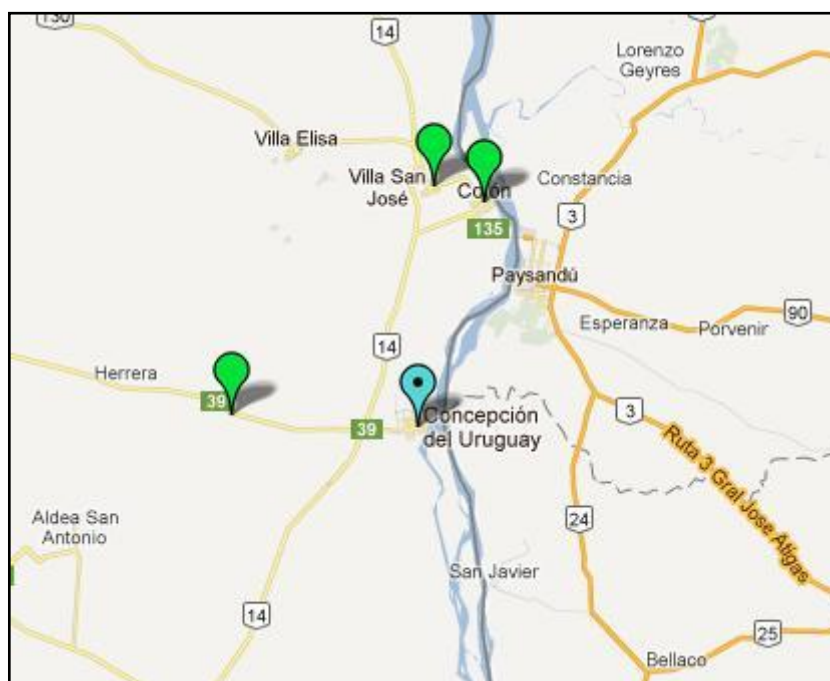 130
14
Lorenzo
Geyres
Villa Elisa
Villa San
José
Colón
Constancia
3
135
Paysandú
90
Esperanza
Porvenir
14
Herrera
39
39
Concepción
del Uruguay
3
Ruta 3 Gral Jose Atigas
Aldea San
Antonio
24
San Javier
14
25
Bellaco